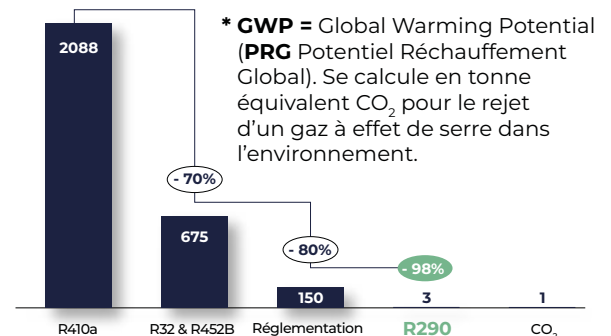 * GWP = Global Warming Potential
(PRG Potentiel Réchauffement
Global). Se calcule en tonne
équivalent CO₂ pour le rejet
d’un gaz à effet de serre dans
l’environnement.
2088
- 70%
675
- 80%
- 98%
150
3
1
R410a
R32 & R452B
Réglementation
R290
CO₂